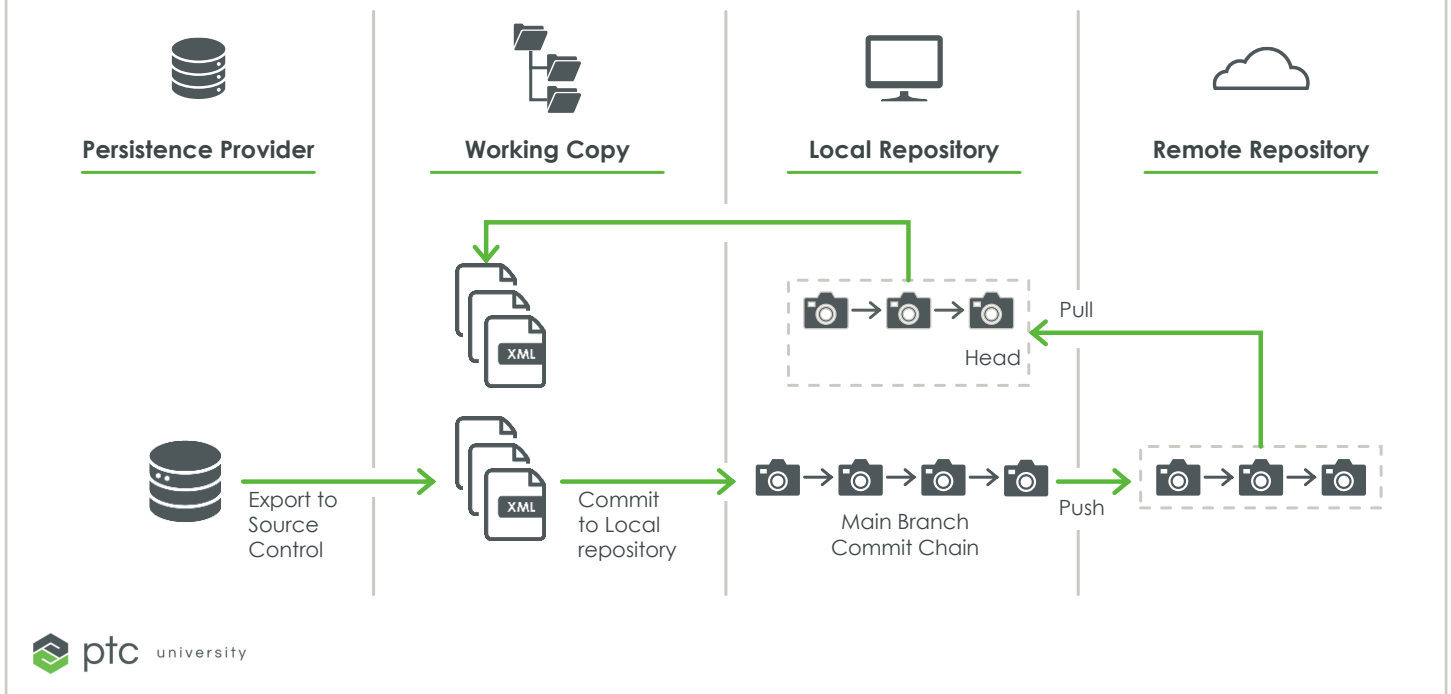 Persistence Provider
Working Copy
Local Repository
Remote Repository
XML
Head
Pull
Export to
Source
Control
XML
Commit
to Local
repository
Main Branch
Commit Chain
Push
ptc university